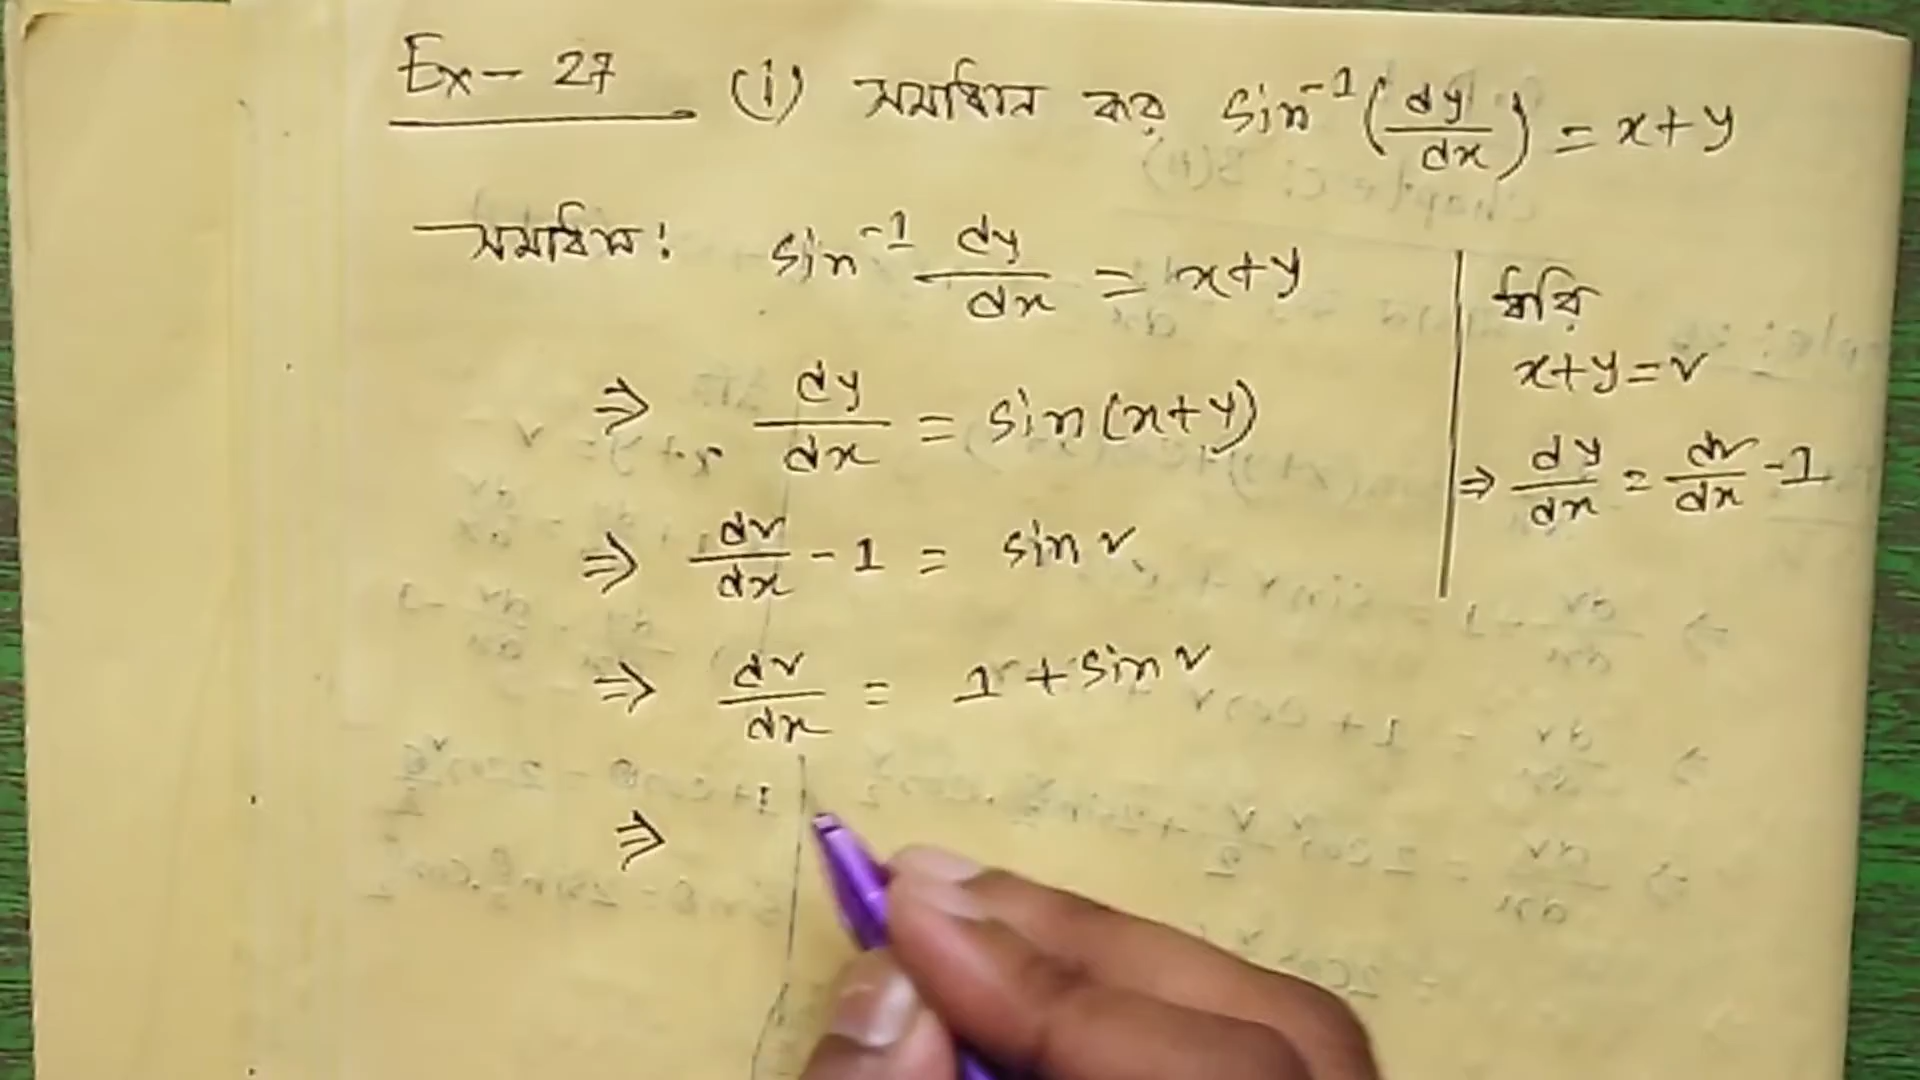 Ex- 27 (i) সমাধান কর sin⁻¹(dy/dx) = x+y
সমাধান: sin⁻¹ dy/dx = x+y
⇒ dy/dx = sin(x+y)
⇒ dv/dx - 1 = sin v
⇒ dv/dx = 1 + sin v
⇒
ধরি
x+y=v
⇒ dy/dx = dv/dx - 1